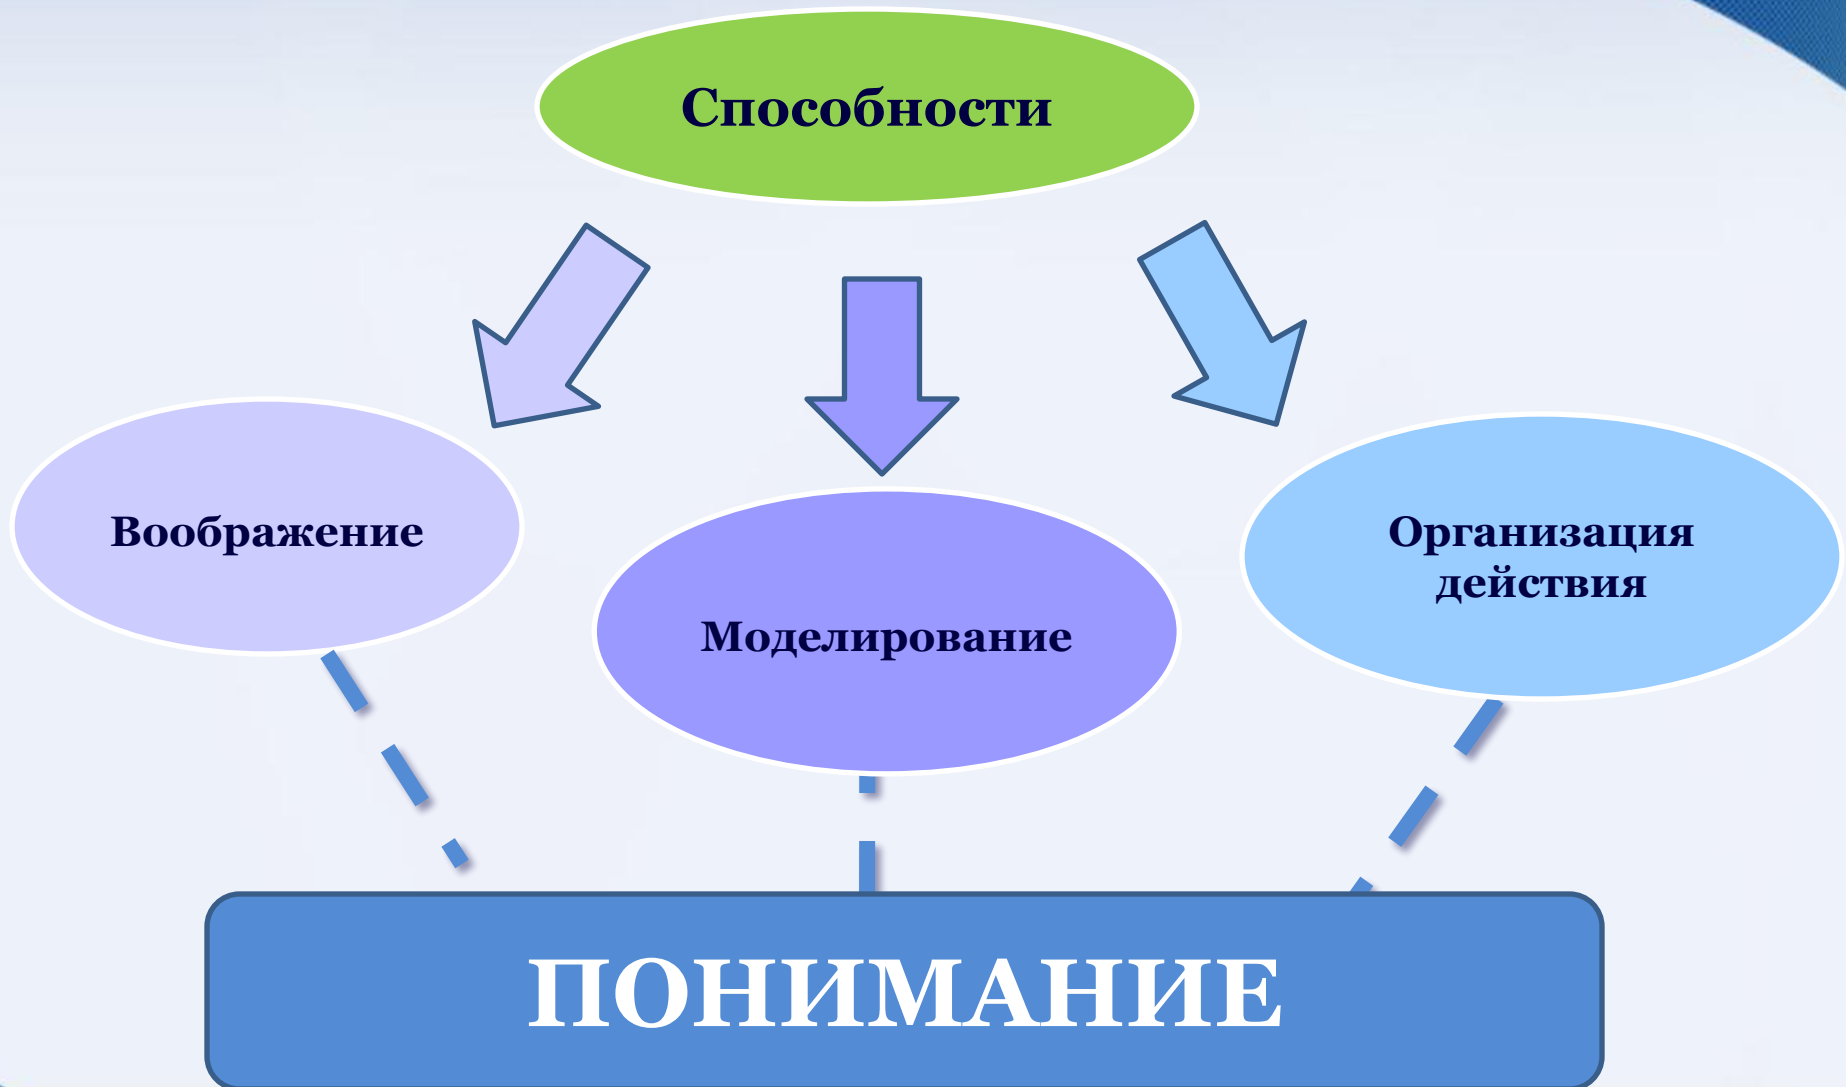 Способности
Воображение
Моделирование
Организация
действия
ПОНИМАНИЕ